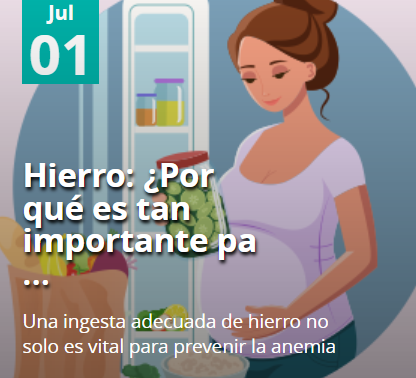 Jul
01
Hierro: ¿Por
qué es tan
importante pa
...
Una ingesta adecuada de hierro no
solo es vital para prevenir la anemia